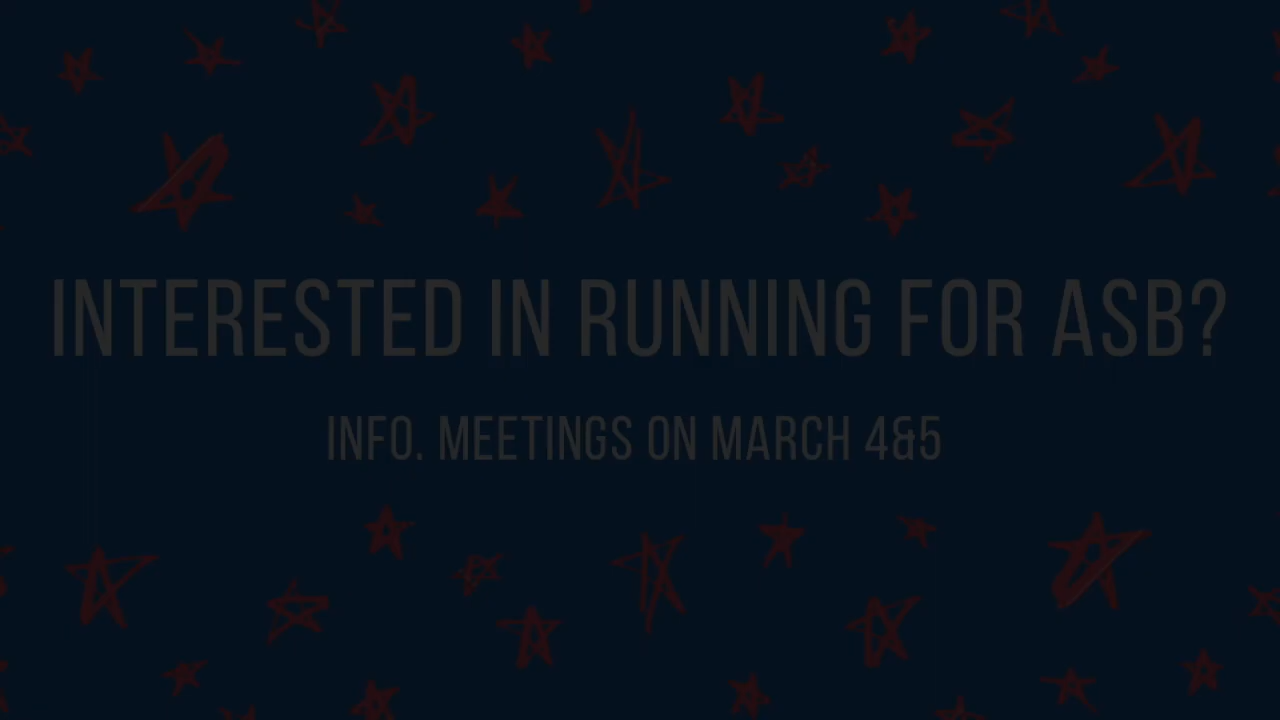 INTERESTED IN RUNNING FOR ASB?
INFO. MEETINGS ON MARCH 4&5